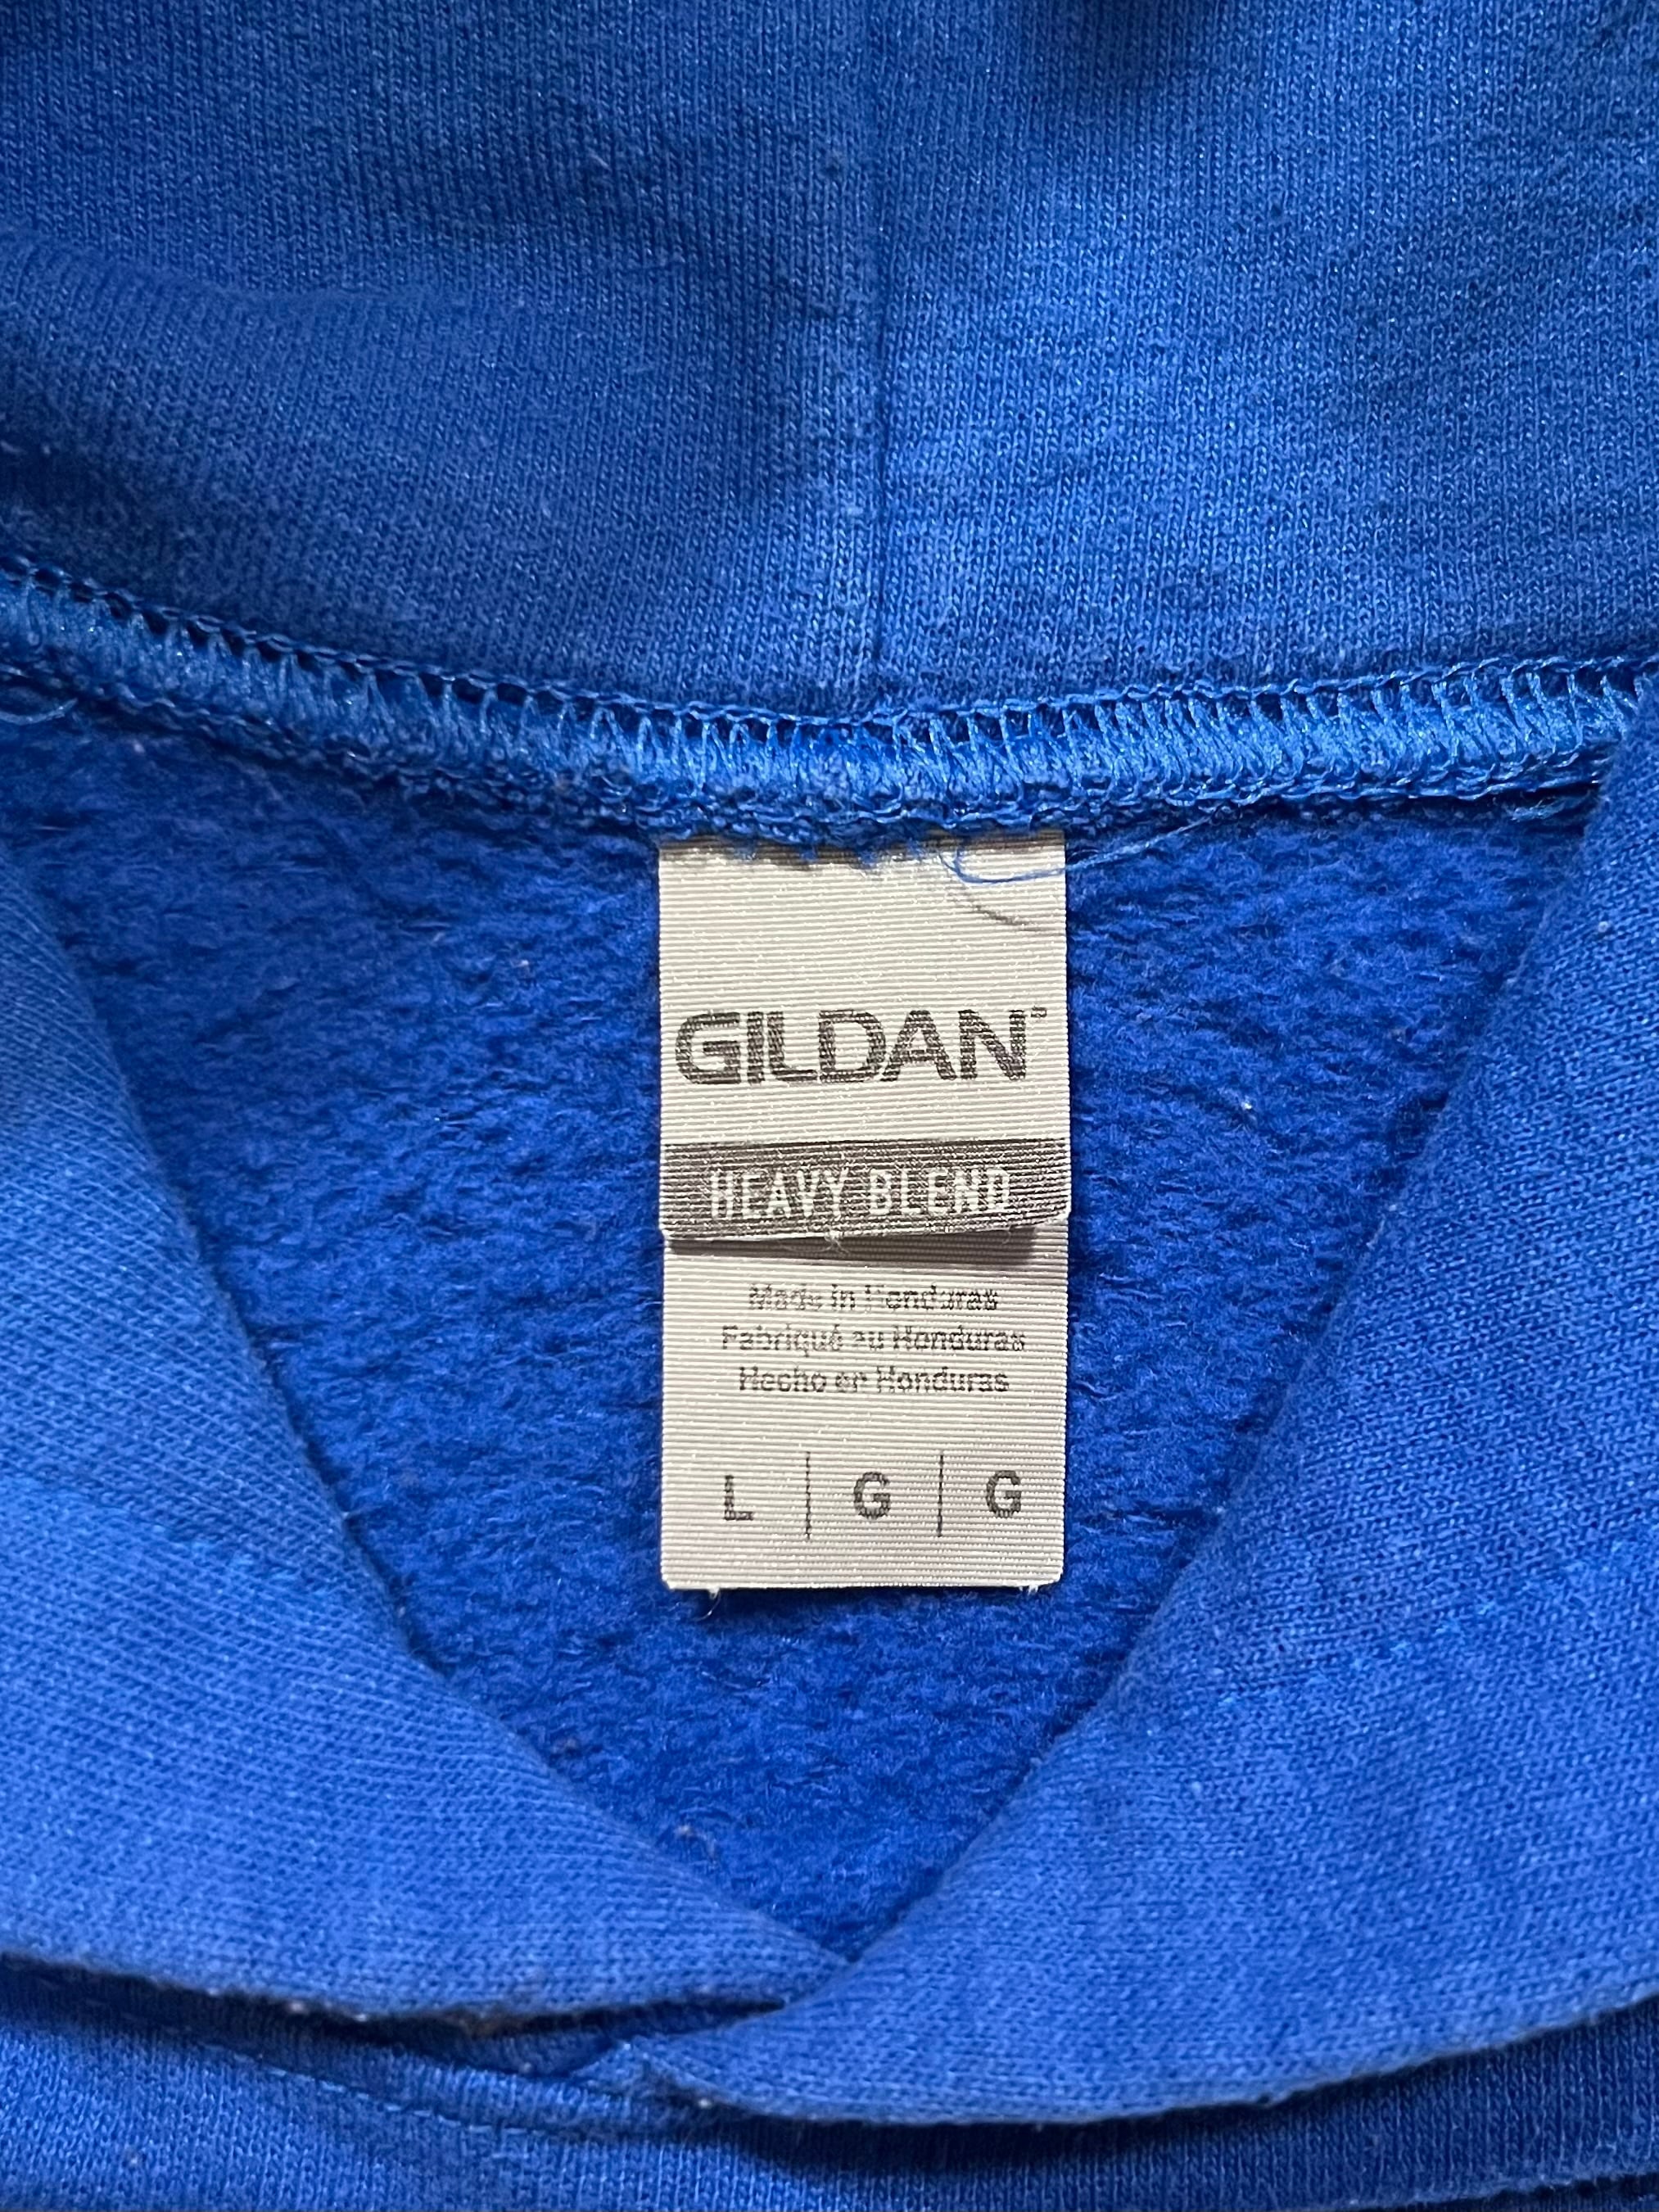 GILDAN
HEAVY BLEND
Made in Honduras
Fabriqué au Honduras
Hecho en Honduras
L | G | G